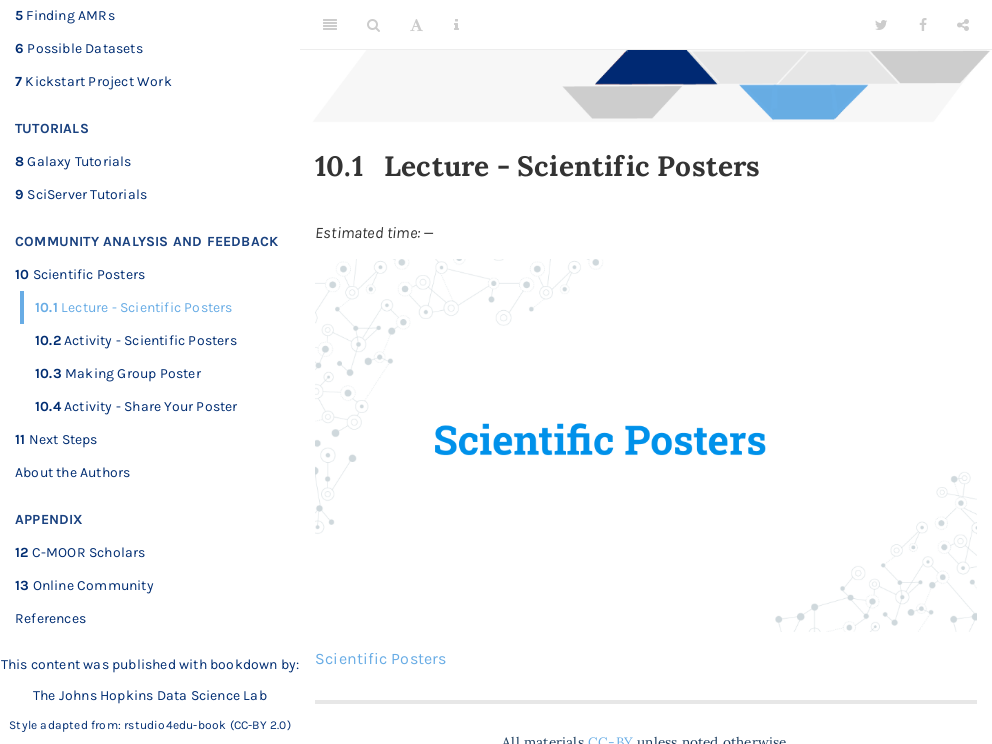 5 Finding AMRs
6 Possible Datasets
7 Kickstart Project Work
TUTORIALS
8 Galaxy Tutorials
9 SciServer Tutorials
COMMUNITY ANALYSIS AND FEEDBACK
10 Scientific Posters
10.1 Lecture - Scientific Posters
10.2 Activity - Scientific Posters
10.3 Making Group Poster
10.4 Activity - Share Your Poster
11 Next Steps
About the Authors
APPENDIX
12 C-MOOR Scholars
13 Online Community
References
This content was published with bookdown by:
The Johns Hopkins Data Science Lab
Style adapted from: rstudio4edu-book (CC-BY 2.0)
10.1 Lecture - Scientific Posters
Estimated time: —
Scientific Posters
Scientific Posters
All materials CC-BY unless noted otherwise